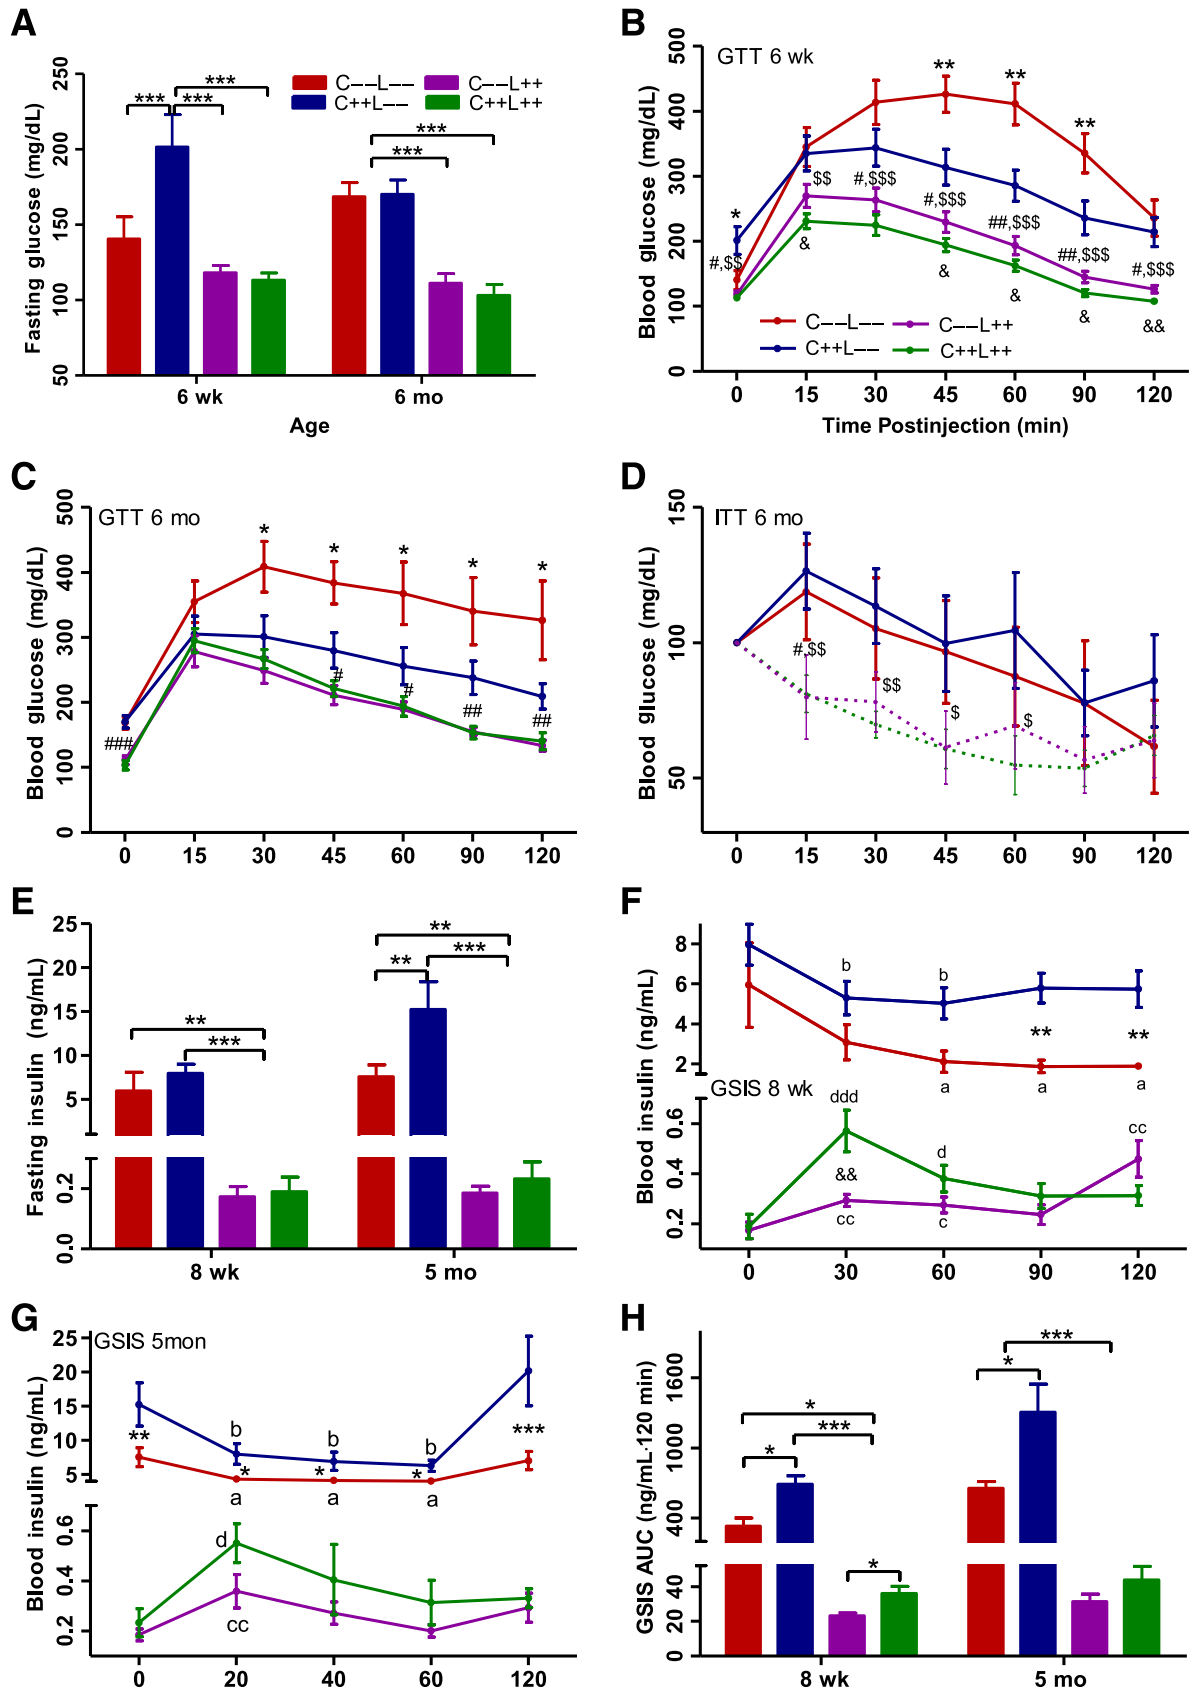 A
Fasting glucose (mg/dL)
250
200
150
100
50
***
***
***
***
***
C−−L−−
C++L−−
C−−L++
C++L++
6 wk
6 mo
Age
B
GTT 6 wk
Blood glucose (mg/dL)
500
400
300
200
100
0
*
**
**
**
#,$$
$$
#,$$$
#,$$$
##,$$$
##,$$$
#,$$$
&
&
&
&
&&
C−−L−−
C++L−−
C−−L++
C++L++
0 15 30 45 60 90 120
Time Postinjection (min)
C
GTT 6 mo
Blood glucose (mg/dL)
500
400
300
200
100
0
*
*
*
*
*
###
#
#
##
##
0 15 30 45 60 90 120
D
ITT 6 mo
Blood glucose (mg/dL)
150
100
50
#,$$
$$
$
$
0 15 30 45 60 90 120
E
Fasting insulin (ng/mL)
25
20
15
10
5
0.2
0.0
**
***
**
**
***
8 wk
5 mo
F
GSIS 8 wk
Blood insulin (ng/mL)
8
6
4
2
0.6
0.4
0.2
b
b
**
**
a
a
a
ddd
&&
cc
d
c
cc
0 30 60 90 120
G
GSIS 5mon
Blood insulin (ng/mL)
25
20
15
10
5
0.6
0.4
0.2
**
b
b
b
***
*
*
*
a
a
a
d
cc
0 20 40 60 120
H
GSIS AUC (ng/mL·120 min)
1600
1000
400
40
20
0
*
***
*
*
***
*
8 wk
5 mo